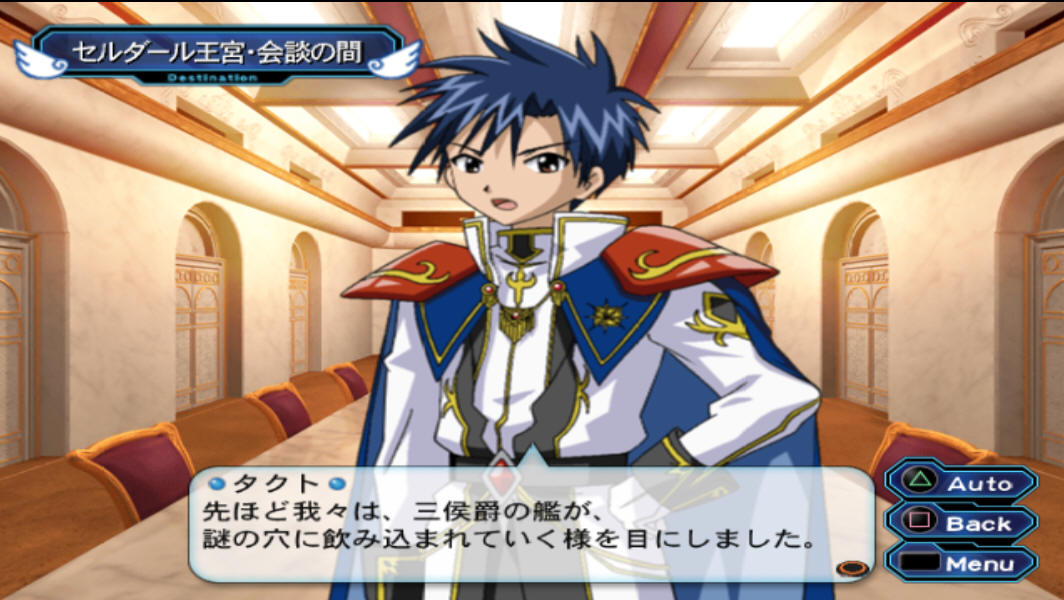 セルダール王宮・会談の間
Destination
タクト
先ほど我々は、三侯爵の艦が、
謎の穴に飲み込まれていく様を目にしました。
Auto
Back
Menu